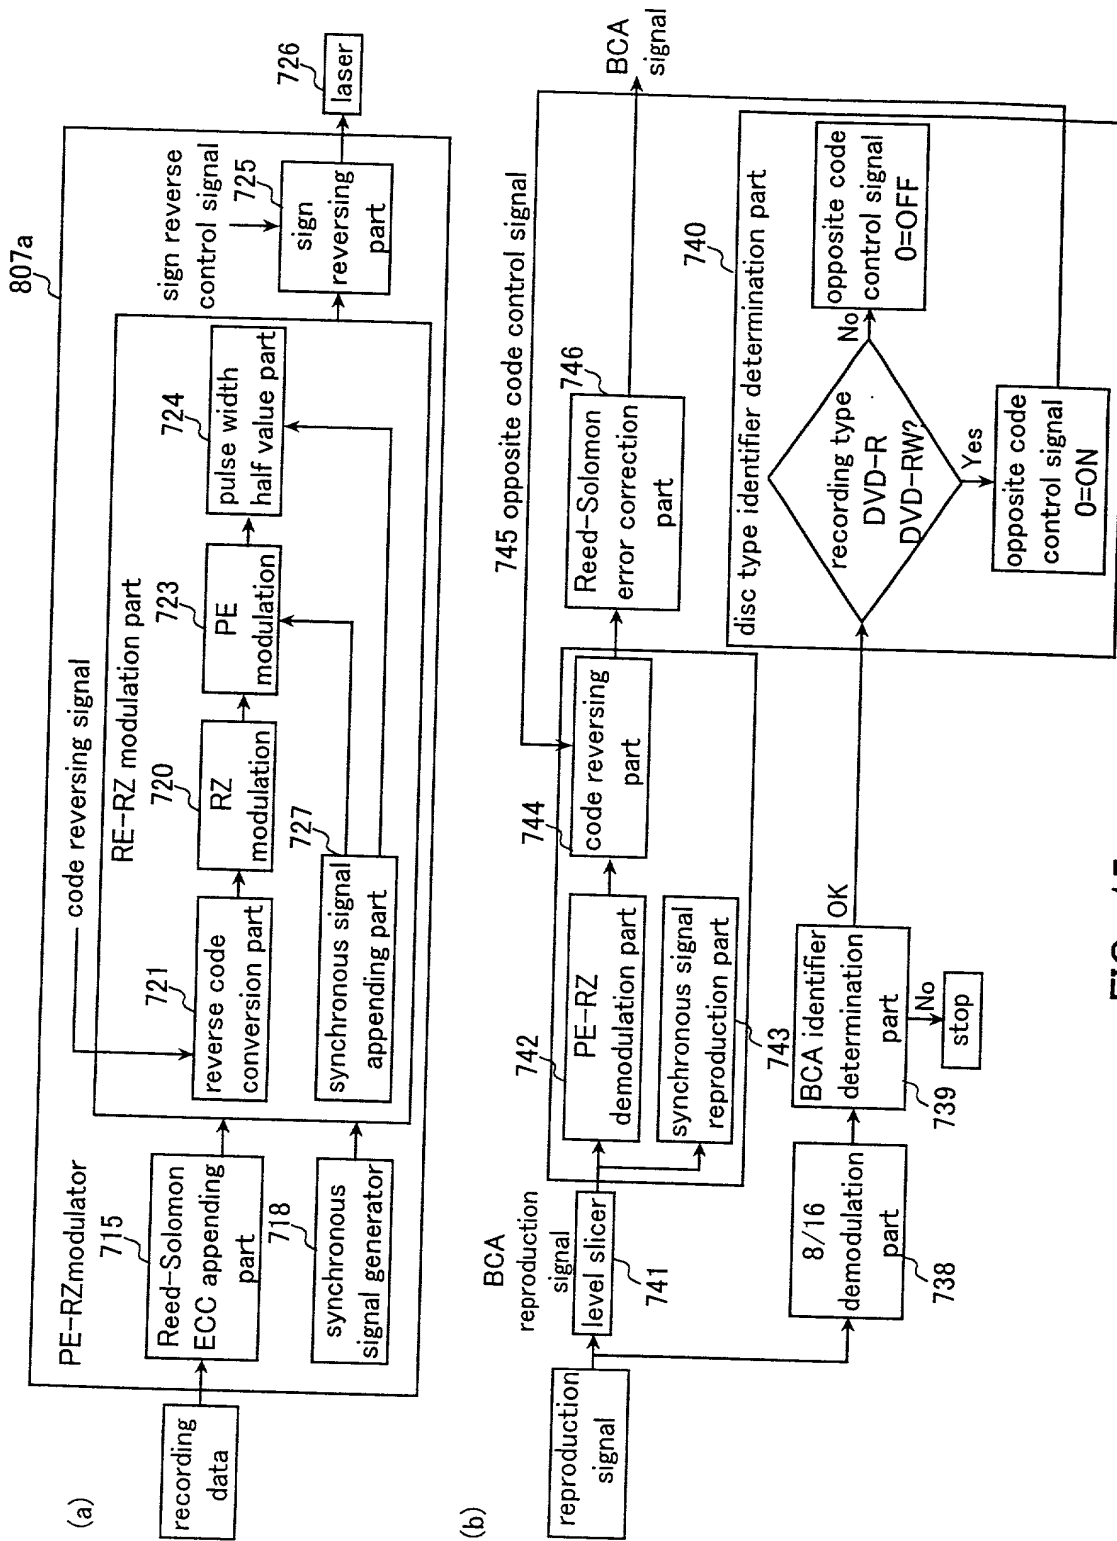 (a)
recording
data
PE-RZmodulator
807a
715
Reed-Solomon
ECC appending
part
718
synchronous
signal generator
code reversing signal
RE-RZ modulation part
721
reverse code
conversion part
720
RZ
modulation
723
PE
modulation
724
pulse width
half value part
727
synchronous signal
appending part
sign reverse
control signal
725
sign
reversing
part
726
laser
(b)
reproduction
signal
BCA
reproduction
signal
level slicer
741
742
PE-RZ
demodulation part
synchronous signal
reproduction part
743
744
code reversing
part
745 opposite code control signal
Reed-Solomon
error correction
part
746
BCA
signal
8/16
demodulation
part
738
BCA identifier
determination
part
739
OK
No
stop
740
disc type identifier determination part
recording type
DVD-R
DVD-RW?
No
opposite code
control signal
0=OFF
Yes
opposite code
control signal
0=ON